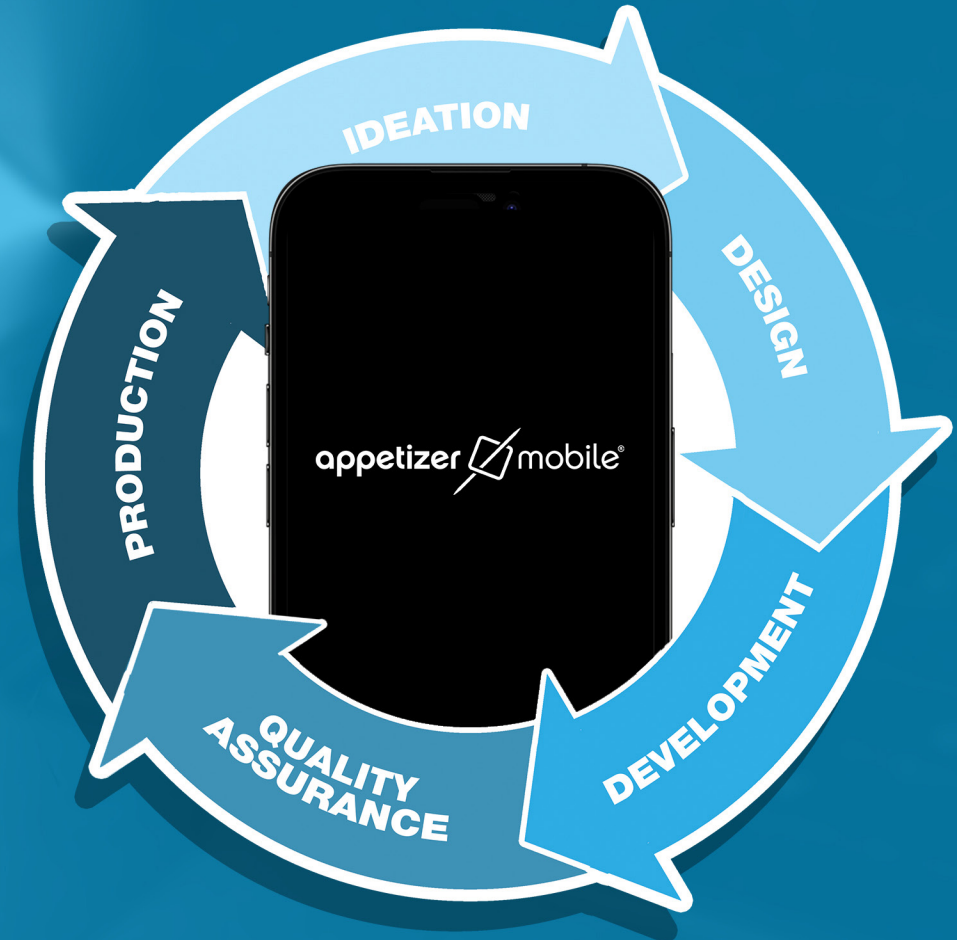 IDEATION
DESIGN
DEVELOPMENT
QUALITY
ASSURANCE
PRODUCTION
appetizer mobile®